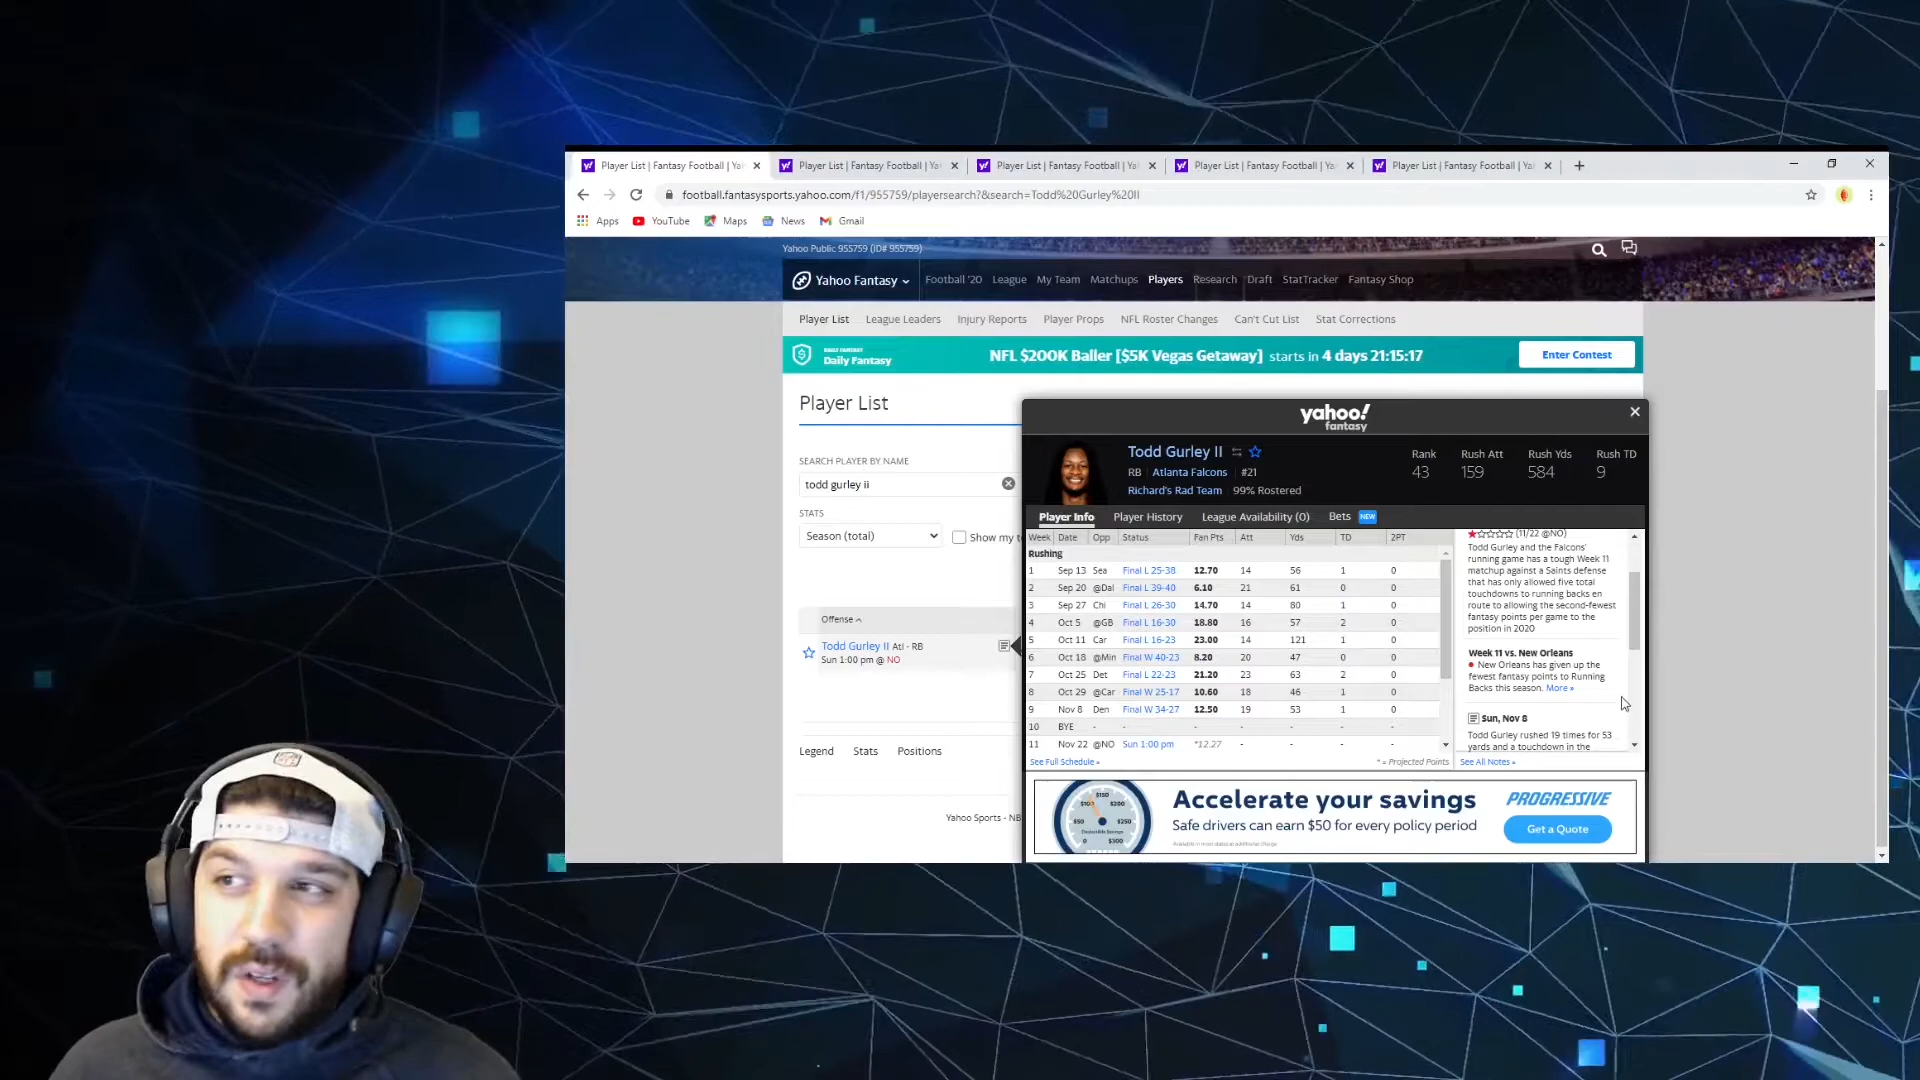 Player List | Fantasy Football | Ya
Player List | Fantasy Football | Ya
Player List | Fantasy Football | Ya
Player List | Fantasy Football | Ya
Player List | Fantasy Football | Ya
football.fantasysports.yahoo.com/f1/955759/playersearch?&search=Todd%20Gurley%20II
Apps YouTube Maps News Gmail
Yahoo Public 955759 (ID# 955759)
Yahoo Fantasy Football '20 League My Team Matchups Players Research Draft StatTracker Fantasy Shop
Player List League Leaders Injury Reports Player Props NFL Roster Changes Can't Cut List Stat Corrections
DAILY FANTASY
Daily Fantasy
NFL $200K Baller [$5K Vegas Getaway] starts in 4 days 21:15:17
Enter Contest
Player List
SEARCH PLAYER BY NAME
todd gurley ii
STATS
Season (total)
Show my t
Offense
Todd Gurley II Atl - RB
Sun 1:00 pm @ NO
Legend Stats Positions
Yahoo Sports - NB
yahoo!
fantasy
Todd Gurley II
RB Atlanta Falcons #21
Richard's Rad Team 99% Rostered
Rank Rush Att Rush Yds Rush TD
43 159 584 9
Player Info Player History League Availability (0) Bets NEW
Week Date Opp Status Fan Pts Att Yds TD 2PT
Rushing
1 Sep 13 Sea Final L 25-38 12.70 14 56 1 0
2 Sep 20 @Dal Final L 39-40 6.10 21 61 0 0
3 Sep 27 Chi Final L 26-30 14.70 14 80 1 0
4 Oct 5 @GB Final L 16-30 18.80 16 57 2 0
5 Oct 11 Car Final L 16-23 23.00 14 121 1 0
6 Oct 18 @Min Final W 40-23 8.20 20 47 0 0
7 Oct 25 Det Final L 22-23 21.20 23 63 2 0
8 Oct 29 @Car Final W 25-17 10.60 18 46 1 0
9 Nov 8 Den Final W 34-27 12.50 19 53 1 0
10 BYE - - - - - -
11 Nov 22 @NO Sun 1:00 pm *12.27 - - - -
See Full Schedule »
* = Projected Points
(11/22 @NO)
Todd Gurley and the Falcons'
running game has a tough Week 11
matchup against a Saints defense
that has only allowed five total
touchdowns to running backs en
route to allowing the second-fewest
fantasy points per game to the
position in 2020
Week 11 vs. New Orleans
New Orleans has given up the
fewest fantasy points to Running
Backs this season. More »
Sun, Nov 8
Todd Gurley rushed 19 times for 53
yards and a touchdown in the
See All Notes »
$50 $100 $150 $200 $250 $300 0
Accelerate your savings
Safe drivers can earn $50 for every policy period
PROGRESSIVE
Get a Quote
NFL